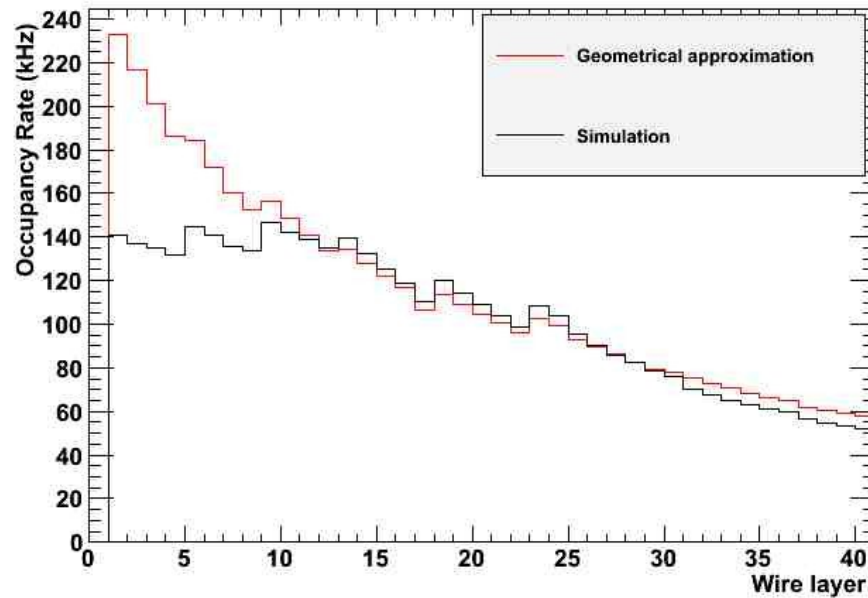 Occupancy Rate (kHz)
240
220
200
180
160
140
120
100
80
60
40
20
0
Geometrical approximation
Simulation
0 5 10 15 20 25 30 35 40
Wire layer